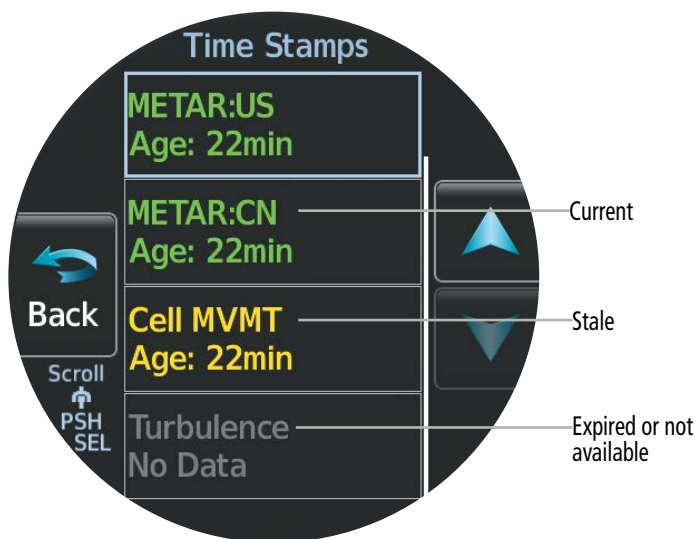 Time Stamps
METAR:US
Age: 22min
METAR:CN
Age: 22min
Cell MVMT
Age: 22min
Turbulence
No Data
Back
Scroll
PSH
SEL
Current
Stale
Expired or not
available